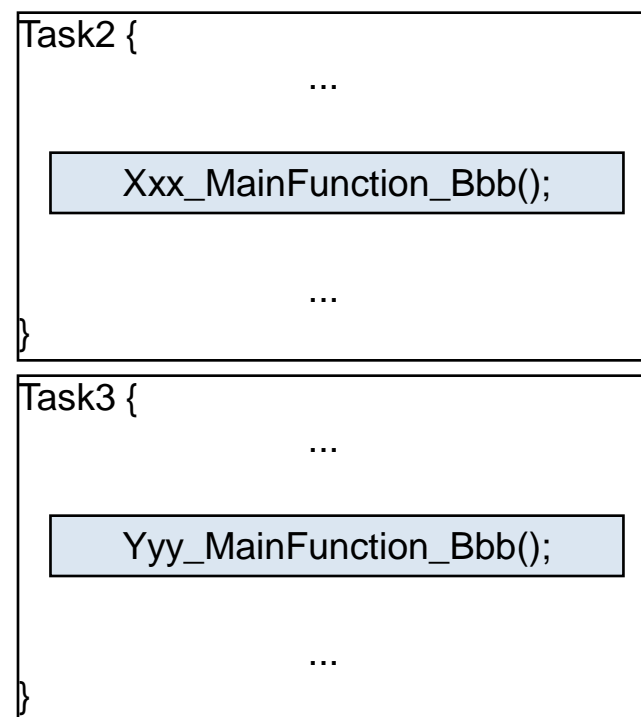 Task2 {
...
Xxx_MainFunction_Bbb();
...
}
Task3 {
...
Yyy_MainFunction_Bbb();
...
}